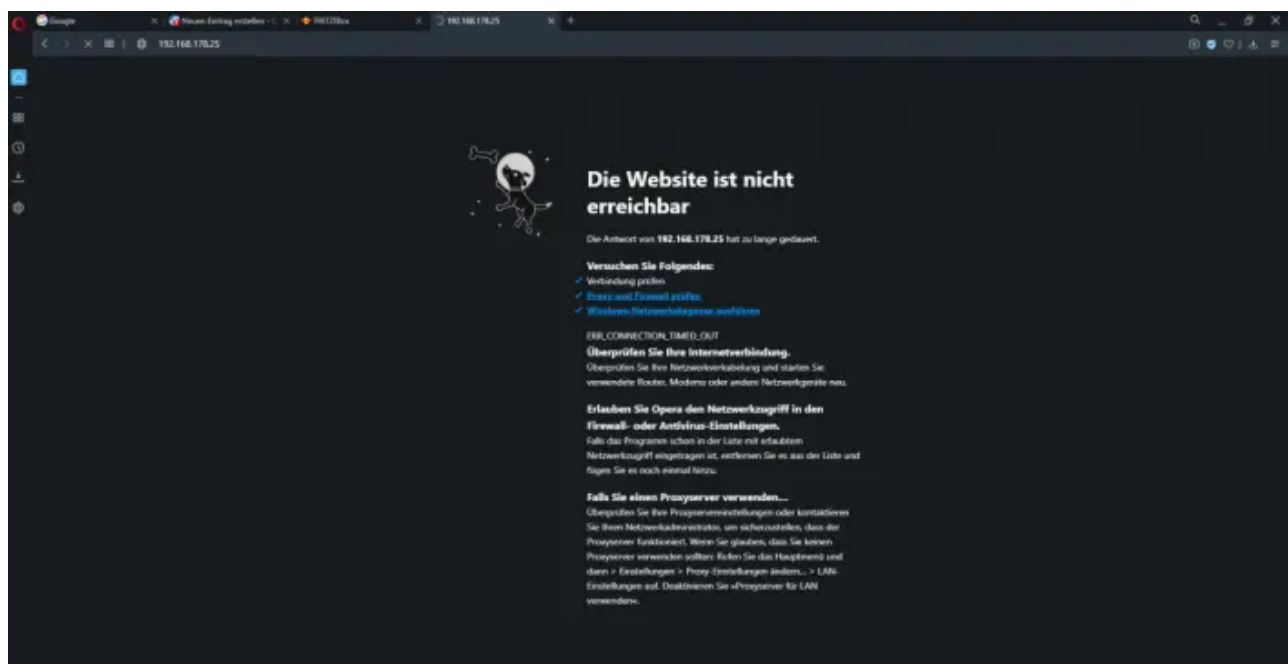 Google
Neuen Eintrag erstellen -
FRITZ!Box
192.168.178.25
192.168.178.25
Die Website ist nicht
erreichbar
Die Antwort von 192.168.178.25 hat zu lange gedauert.
Versuchen Sie Folgendes:
Verbindung prüfen
Proxy und Firewall prüfen
Windows-Netzwerkdiagnose ausführen
ERR_CONNECTION_TIMED_OUT
Überprüfen Sie Ihre Internetverbindung.
Überprüfen Sie Ihre Netzwerkverkabelung und starten Sie
verwendete Router, Modems oder andere Netzwerkgeräte neu.
Erlauben Sie Opera den Netzwerkzugriff in den
Firewall- oder Antivirus-Einstellungen.
Falls das Programm schon in der Liste mit erlaubtem
Netzwerkzugriff eingetragen ist, entfernen Sie es aus der Liste und
fügen Sie es noch einmal hinzu.
Falls Sie einen Proxyserver verwenden...
Überprüfen Sie Ihre Proxyservereinstellungen oder kontaktieren
Sie Ihren Netzwerkadministrator, um sicherzustellen, dass der
Proxyserver funktioniert. Wenn Sie glauben, dass Sie keinen
Proxyserver verwenden sollten: Rufen Sie das Hauptmenü und
dann > Einstellungen > Proxy-Einstellungen ändern... > LAN-
Einstellungen auf. Deaktivieren Sie »Proxyserver für LAN
verwenden«.